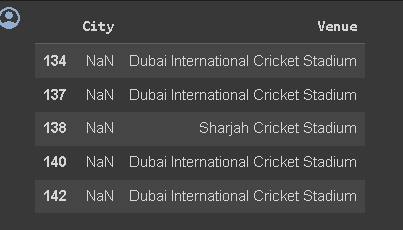 City Venue
134 NaN Dubai International Cricket Stadium
137 NaN Dubai International Cricket Stadium
138 NaN Sharjah Cricket Stadium
140 NaN Dubai International Cricket Stadium
142 NaN Dubai International Cricket Stadium